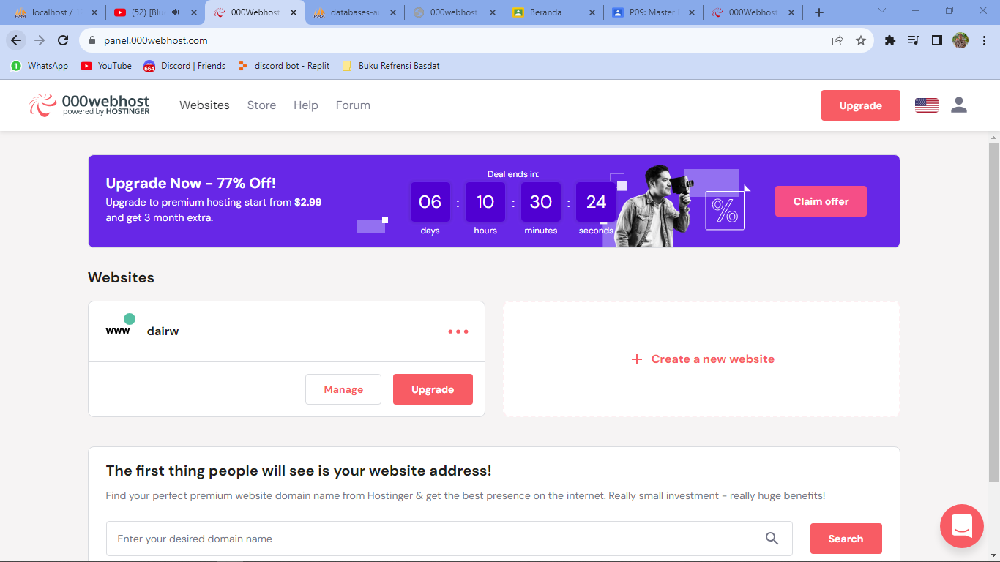 localhost / 12
(52) [Blu
000Webhost
databases-au
000webhost
Beranda
P09: Master
000Webhost
panel.000webhost.com
1 WhatsApp
YouTube
664 Discord | Friends
discord bot - Replit
Buku Refrensi Basdat
000webhost
powered by HOSTINGER
Websites
Store
Help
Forum
Upgrade
Upgrade Now - 77% Off!
Upgrade to premium hosting start from $2.99
and get 3 month extra.
Deal ends in:
06 : 10 : 30 : 24
days hours minutes seconds
%
Claim offer
Websites
www dairw
Manage
Upgrade
+ Create a new website
The first thing people will see is your website address!
Find your perfect premium website domain name from Hostinger & get the best presence on the internet. Really small investment - really huge benefits!
Enter your desired domain name
Search